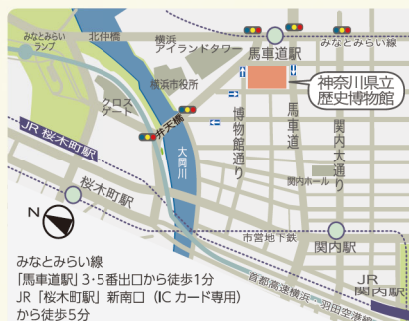 みなとみらい
ランプ
北仲橋
横浜
アイランドタワー
馬車道駅
みなとみらい線
横浜市役所
神奈川県立
歴史博物館
クロス
ゲート
弁天橋
大岡川
博物館通り
馬車道
関内大通り
関内ホール
JR 桜木町駅
桜木町駅
N
市営地下鉄
関内駅
首都高速横浜
羽田空港線
JR
関内駅
みなとみらい線
「馬車道駅」3・5番出口から徒歩1分
JR「桜木町駅」新南口(ICカード専用)
から徒歩5分